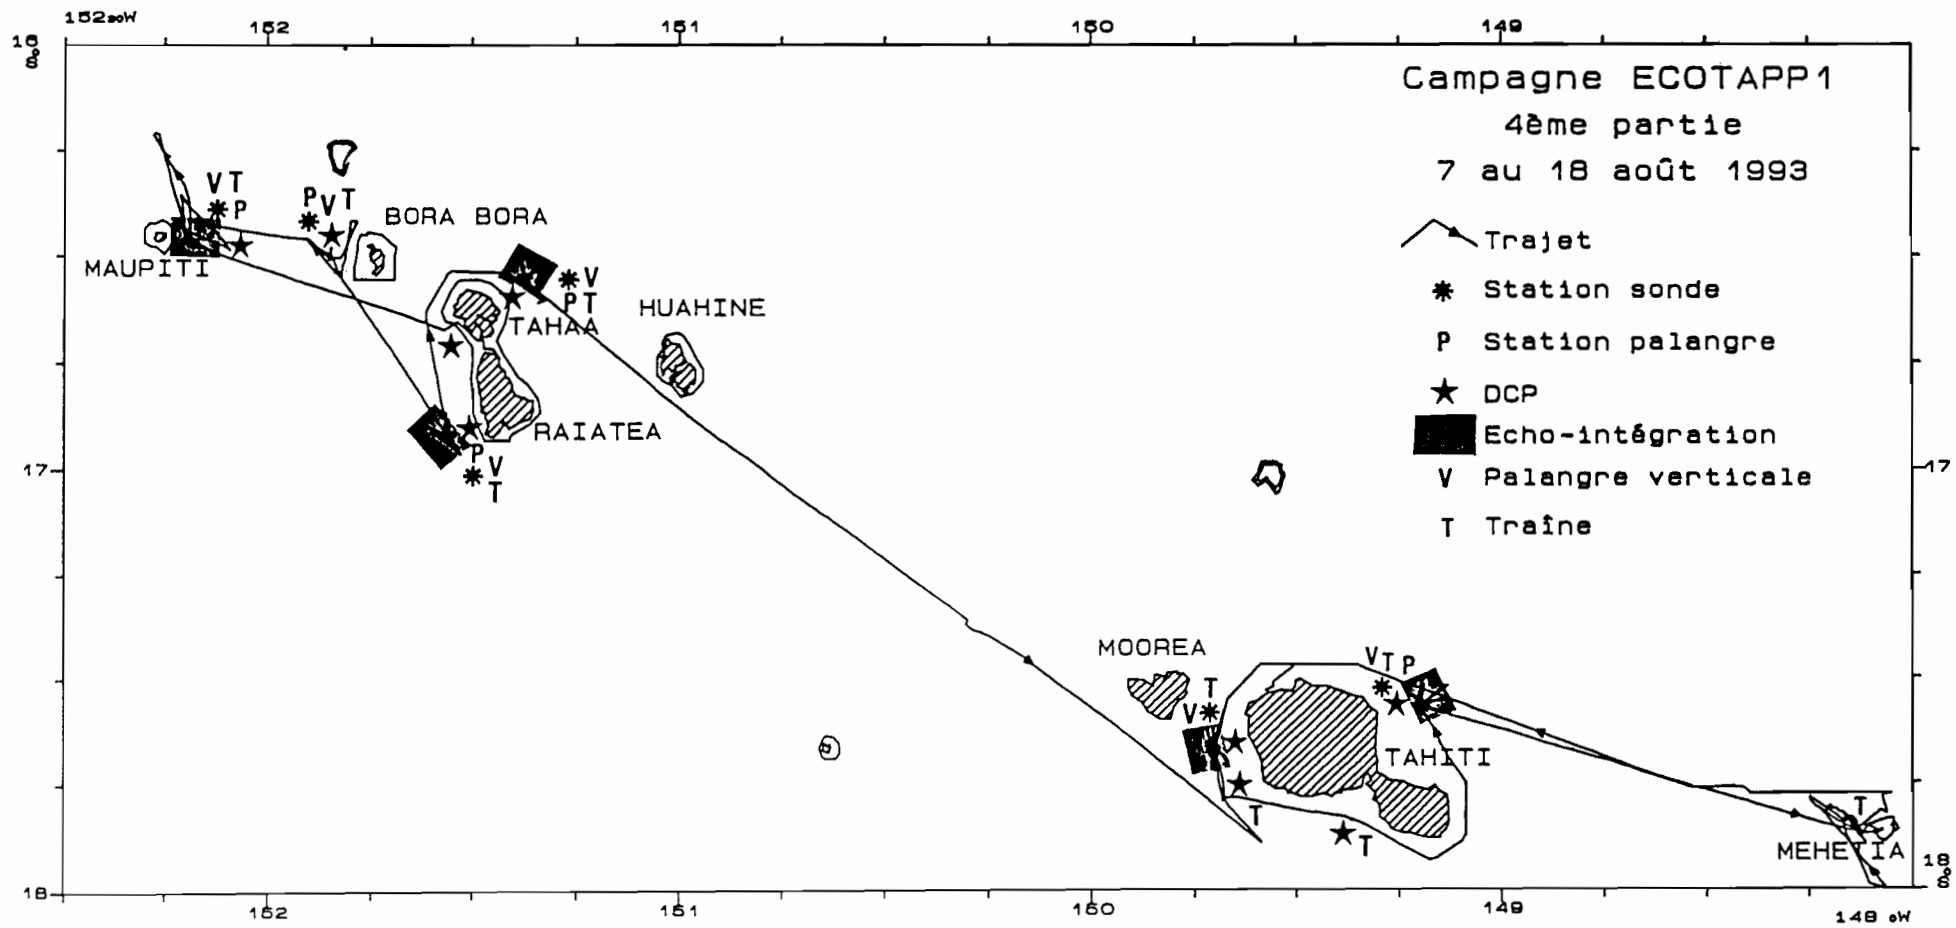 152 30W
152
151
150
149
16 S
Campagne ECOTAPP1
4ème partie
7 au 18 août 1993
Trajet
Station sonde
P Station palangre
DCP
Echo-intégration
V Palangre verticale
T Traîne
V T
P
P V T
BORA BORA
MAUPITI
V
P T
TAHAA
HUAHINE
RAIATEA
P V
T
17
17
MOOREA
T
V
V T P
TAHITI
T
T
T
MEHETIA
18
18 S
152
151
150
149
148 oW